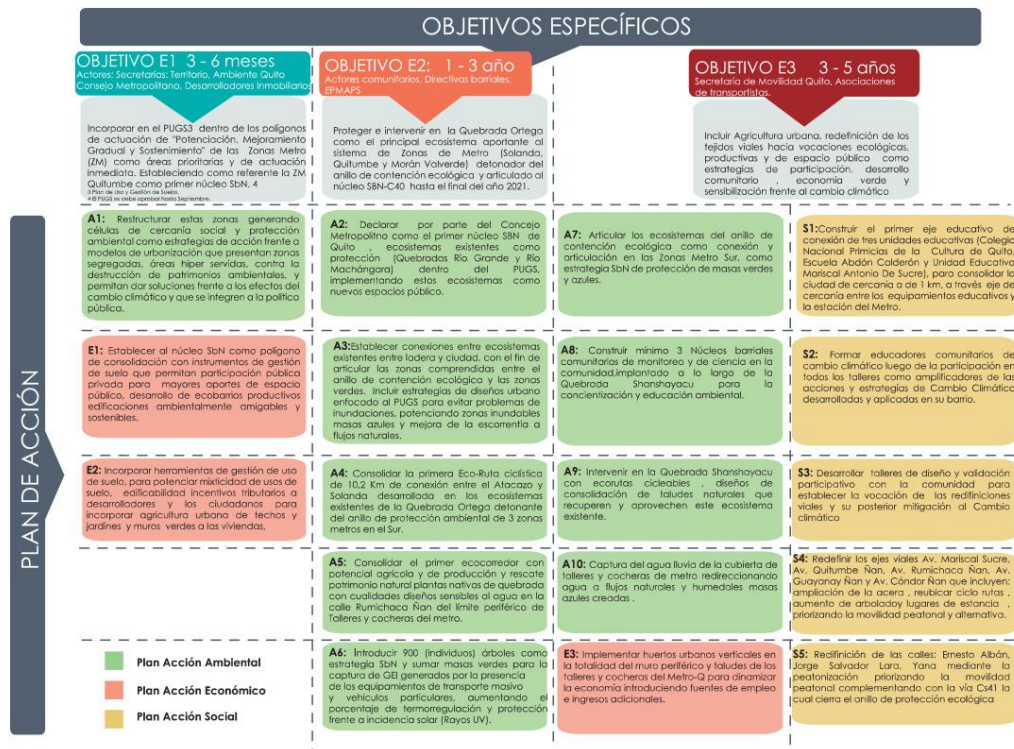 OBJETIVOS ESPECÍFICOS
OBJETIVO E1 3 - 6 meses
Actores: Secretarias: Territorio, Ambiente Quito
Consejo Metropolitano, Desarrolladores Inmobiliarios
Incorporar en el PUGS3 dentro de los polígonos
de actuación de "Potenciación, Mejoramiento
Gradual y Sostenimiento" de las Zonas Metro
(ZM) como áreas prioritarias y de actuación
inmediata. Estableciendo como referente la ZM
Quitumbe como primer núcleo SbN. 4
3 Plan de Uso y Gestión de Suelos.
4 El PUGS se debe aprobar hasta Septiembre.
OBJETIVO E2: 1 - 3 año
Actores comunitarios, Directivas barriales,
EPMAPS
Proteger e intervenir en la Quebrada Ortega
como el principal ecosistema aportante al
sistema de Zonas de Metro (Solanda,
Quitumbe y Morán Valverde) detonador del
anillo de contención ecológica y articulado al
núcleo SBN-C40 hasta el final del año 2021.
OBJETIVO E3 3 - 5 años
Secretaría de Movilidad Quito, Asociaciones
de transportistas.
Incluir Agricultura urbana, redefinición de los
tejidos viales hacia vocaciones ecológicas,
productivas y de espacio público como
estrategias de participación, desarrollo
comunitario , economía verde y
sensibilización frente al cambio climático
PLAN DE ACCIÓN
A1: Restructurar estas zonas generando
células de cercanía social y protección
ambiental como estrategias de acción frente a
modelos de urbanización que presentan zonas
segregadas, áreas hiper servidas, contra la
destrucción de patrimonios ambientales, y
permitan dar soluciones frente a los efectos del
cambio climático y que se integren a la política
pública.
A2: Declarar por parte del Concejo
Metropolitno como el primer núcleo SBN de
Quito , ecosistemas existentes como
protección (Quebradas Río Grande y Río
Machángara) dentro del PUGS,
implementando estos ecosistemas como
nuevos espacios público.
A7: Articular los ecosistemas del anillo de
contención ecológica como conexión y
articulación en las Zonas Metro Sur, como
estrategia SbN de protección de masas verdes
y azules.
S1:Construir el primer eje educativo de
conexión de tres unidades educativas (Colegio
Nacional Primicias de la Cultura de Quito,
Escuela Abdón Calderón y Unidad Educativa
Mariscal Antonio De Sucre), para consolidar la
ciudad de cercanía a de 1 km, a través eje de
cercanía entre los equipamientos educativos y
la estación del Metro.
E1: Establecer al núcleo SbN como polígono
de consolidación con instrumentos de gestión
de suelo que permitan participación pública
privada para mayores aportes de espacio
público, desarrollo de ecobarrios productivos
edificaciones ambientalmente amigables y
sostenibles.
A3:Establecer conexiones entre ecosistemas
existentes entre ladera y ciudad, con el fin de
articular las zonas comprendidas entre el
anillo de contención ecológica y las zonas
verdes. Incluir estrategias de diseño urbano
enfocado al PUGS para evitar problemas de
inundaciones, potenciando zonas inundables
masas azules y mejora de la escorrentía a
flujos naturales.
A8: Construir mínimo 3 Núcleos barriales
comunitarios de monitoreo y de ciencia en la
comunidad,implantado a lo largo de la
Quebrada Shanshayacu para la
concientización y educación ambiental.
S2: Formar educadores comunitarios de
cambio climático luego de la participación en
todos los talleres como amplificadores de las
acciones y estrategias de Cambio Climático
desarrolladas y aplicadas en su barrio.
E2: Incorporar herramientas de gestión de uso
de suelo, para potenciar mixticidad de usos de
suelo, edificabilidad incentivos tributarios a
desarrolladores y los ciudadanos para
incorporar agricultura urbana de techos y
jardines y muros verdes a las viviendas.
A4: Consolidar la primera Eco-Ruta ciclística
de 10,2 Km de conexión entre el Atacazo y
Solanda desarrollada en los ecosistemas
existentes de la Quebrada Ortega detonante
del anillo de protección ambiental de 3 zonas
metros en el Sur.
A9: Intervenir en la Quebrada Shanshayacu
con ecorutas cicleables , diseños de
consolidación de taludes naturales que
recuperen y aprovechen este ecosistema
existente.
S3: Desarrollar talleres de diseño y validación
participativo con la comunidad para
establecer la vocación de las redifiniciones
viales y su posterior mitigación al Cambio
climático
A5: Consolidar el primer ecocorredor con
potencial agrícola y de producción y rescate
patrimonio natural plantas nativas de quebrada
con cualidades diseños sensibles al agua en la
calle Rumichaca Ñan del límite periférico de
Talleres y cocheras del metro.
A10: Captura del agua lluvia de la cubierta de
talleres y cocheras de metro redireccionando
agua a flujos naturales y humedales masas
azules creadas .
S4: Redefinir los ejes viales Av. Mariscal Sucre,
Av. Quitumbe Ñan, Av. Rumichaca Ñan, Av.
Guayanay Ñan y Av. Cóndor Ñan que incluyen:
ampliación de la acera , reubicar ciclo rutas ,
aumento de arboladoy lugares de estancia ,
priorizando la movilidad peatonal y alternativa.
Plan Acción Ambiental
Plan Acción Económico
Plan Acción Social
A6: Introducir 900 (individuos) árboles como
estrategia SbN y sumar masas verdes para la
captura de GEI generados por la presencia
de los equipamientos de transporte masivo
y vehículos particulares, aumentando el
porcentaje de termorregulación y protección
frente a incidencia solar (Rayos UV).
E3: Implementar huertos urbanos verticales en
la totalidad del muro periférico y taludes de los
talleres y cocheras del Metro-Q para dinamizar
la economía introduciendo fuentes de empleo
e ingresos adicionales.
S5: Redifinición de las calles: Ernesto Albán,
Jorge Salvador Lara, Yana mediante la
peatonización priorizando la movilidad
peatonal complementando con la vía Cs41 la
cual cierra el anillo de protección ecológica